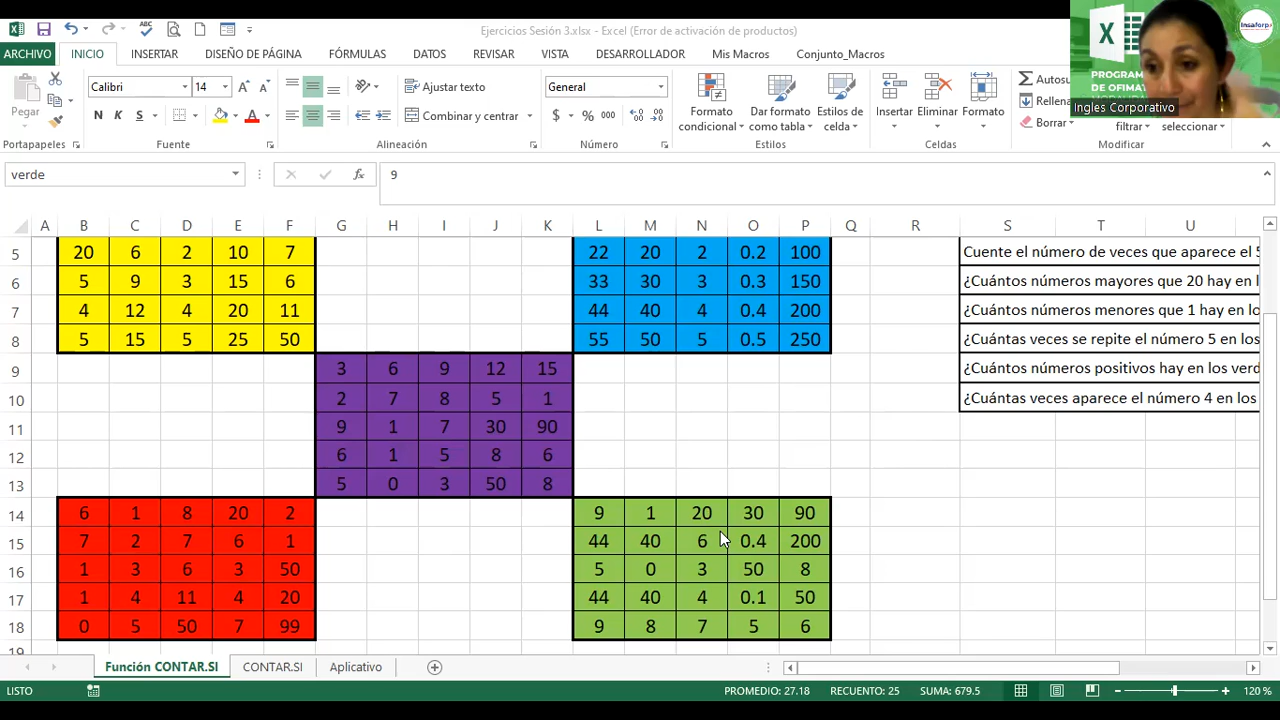 Ejercicios Sesión 3.xlsx - Excel (Error de activación de productos)
ARCHIVO INICIO INSERTAR DISEÑO DE PÁGINA FÓRMULAS DATOS REVISAR VISTA DESARROLLADOR Mis Macros Conjunto_Macros
Insaforp
PROGRAM
DE OFIMAT
Ingles Corporativo
Pegar
Calibri 14
N K S
Ajustar texto
Combinar y centrar
General
$ % 000
Formato condicional
Dar formato como tabla
Estilos de celda
Insertar Eliminar Formato
Autosu
Rellena
Borrar
filtrar seleccionar
Portapapeles Fuente Alineación Número Estilos Celdas Modificar
verde fx 9
A B C D E F G H I J K L M N O P Q R S T U
5 20 6 2 10 7 22 20 2 0.2 100 Cuente el número de veces que aparece el 5
6 5 9 3 15 6 33 30 3 0.3 150 ¿Cuántos números mayores que 20 hay en l
7 4 12 4 20 11 44 40 4 0.4 200 ¿Cuántos números menores que 1 hay en lo
8 5 15 5 25 50 55 50 5 0.5 250 ¿Cuántas veces se repite el número 5 en los
9 3 6 9 12 15 ¿Cuántos números positivos hay en los verd
10 2 7 8 5 1 ¿Cuántas veces aparece el número 4 en los
11 9 1 7 30 90
12 6 1 5 8 6
13 5 0 3 50 8
14 6 1 8 20 2 9 1 20 30 90
15 7 2 7 6 1 44 40 6 0.4 200
16 1 3 6 3 50 5 0 3 50 8
17 1 4 11 4 20 44 40 4 0.1 50
18 0 5 50 7 99 9 8 7 5 6
19
Función CONTAR.SI CONTAR.SI Aplicativo
LISTO PROMEDIO: 27.18 RECUENTO: 25 SUMA: 679.5 120 %